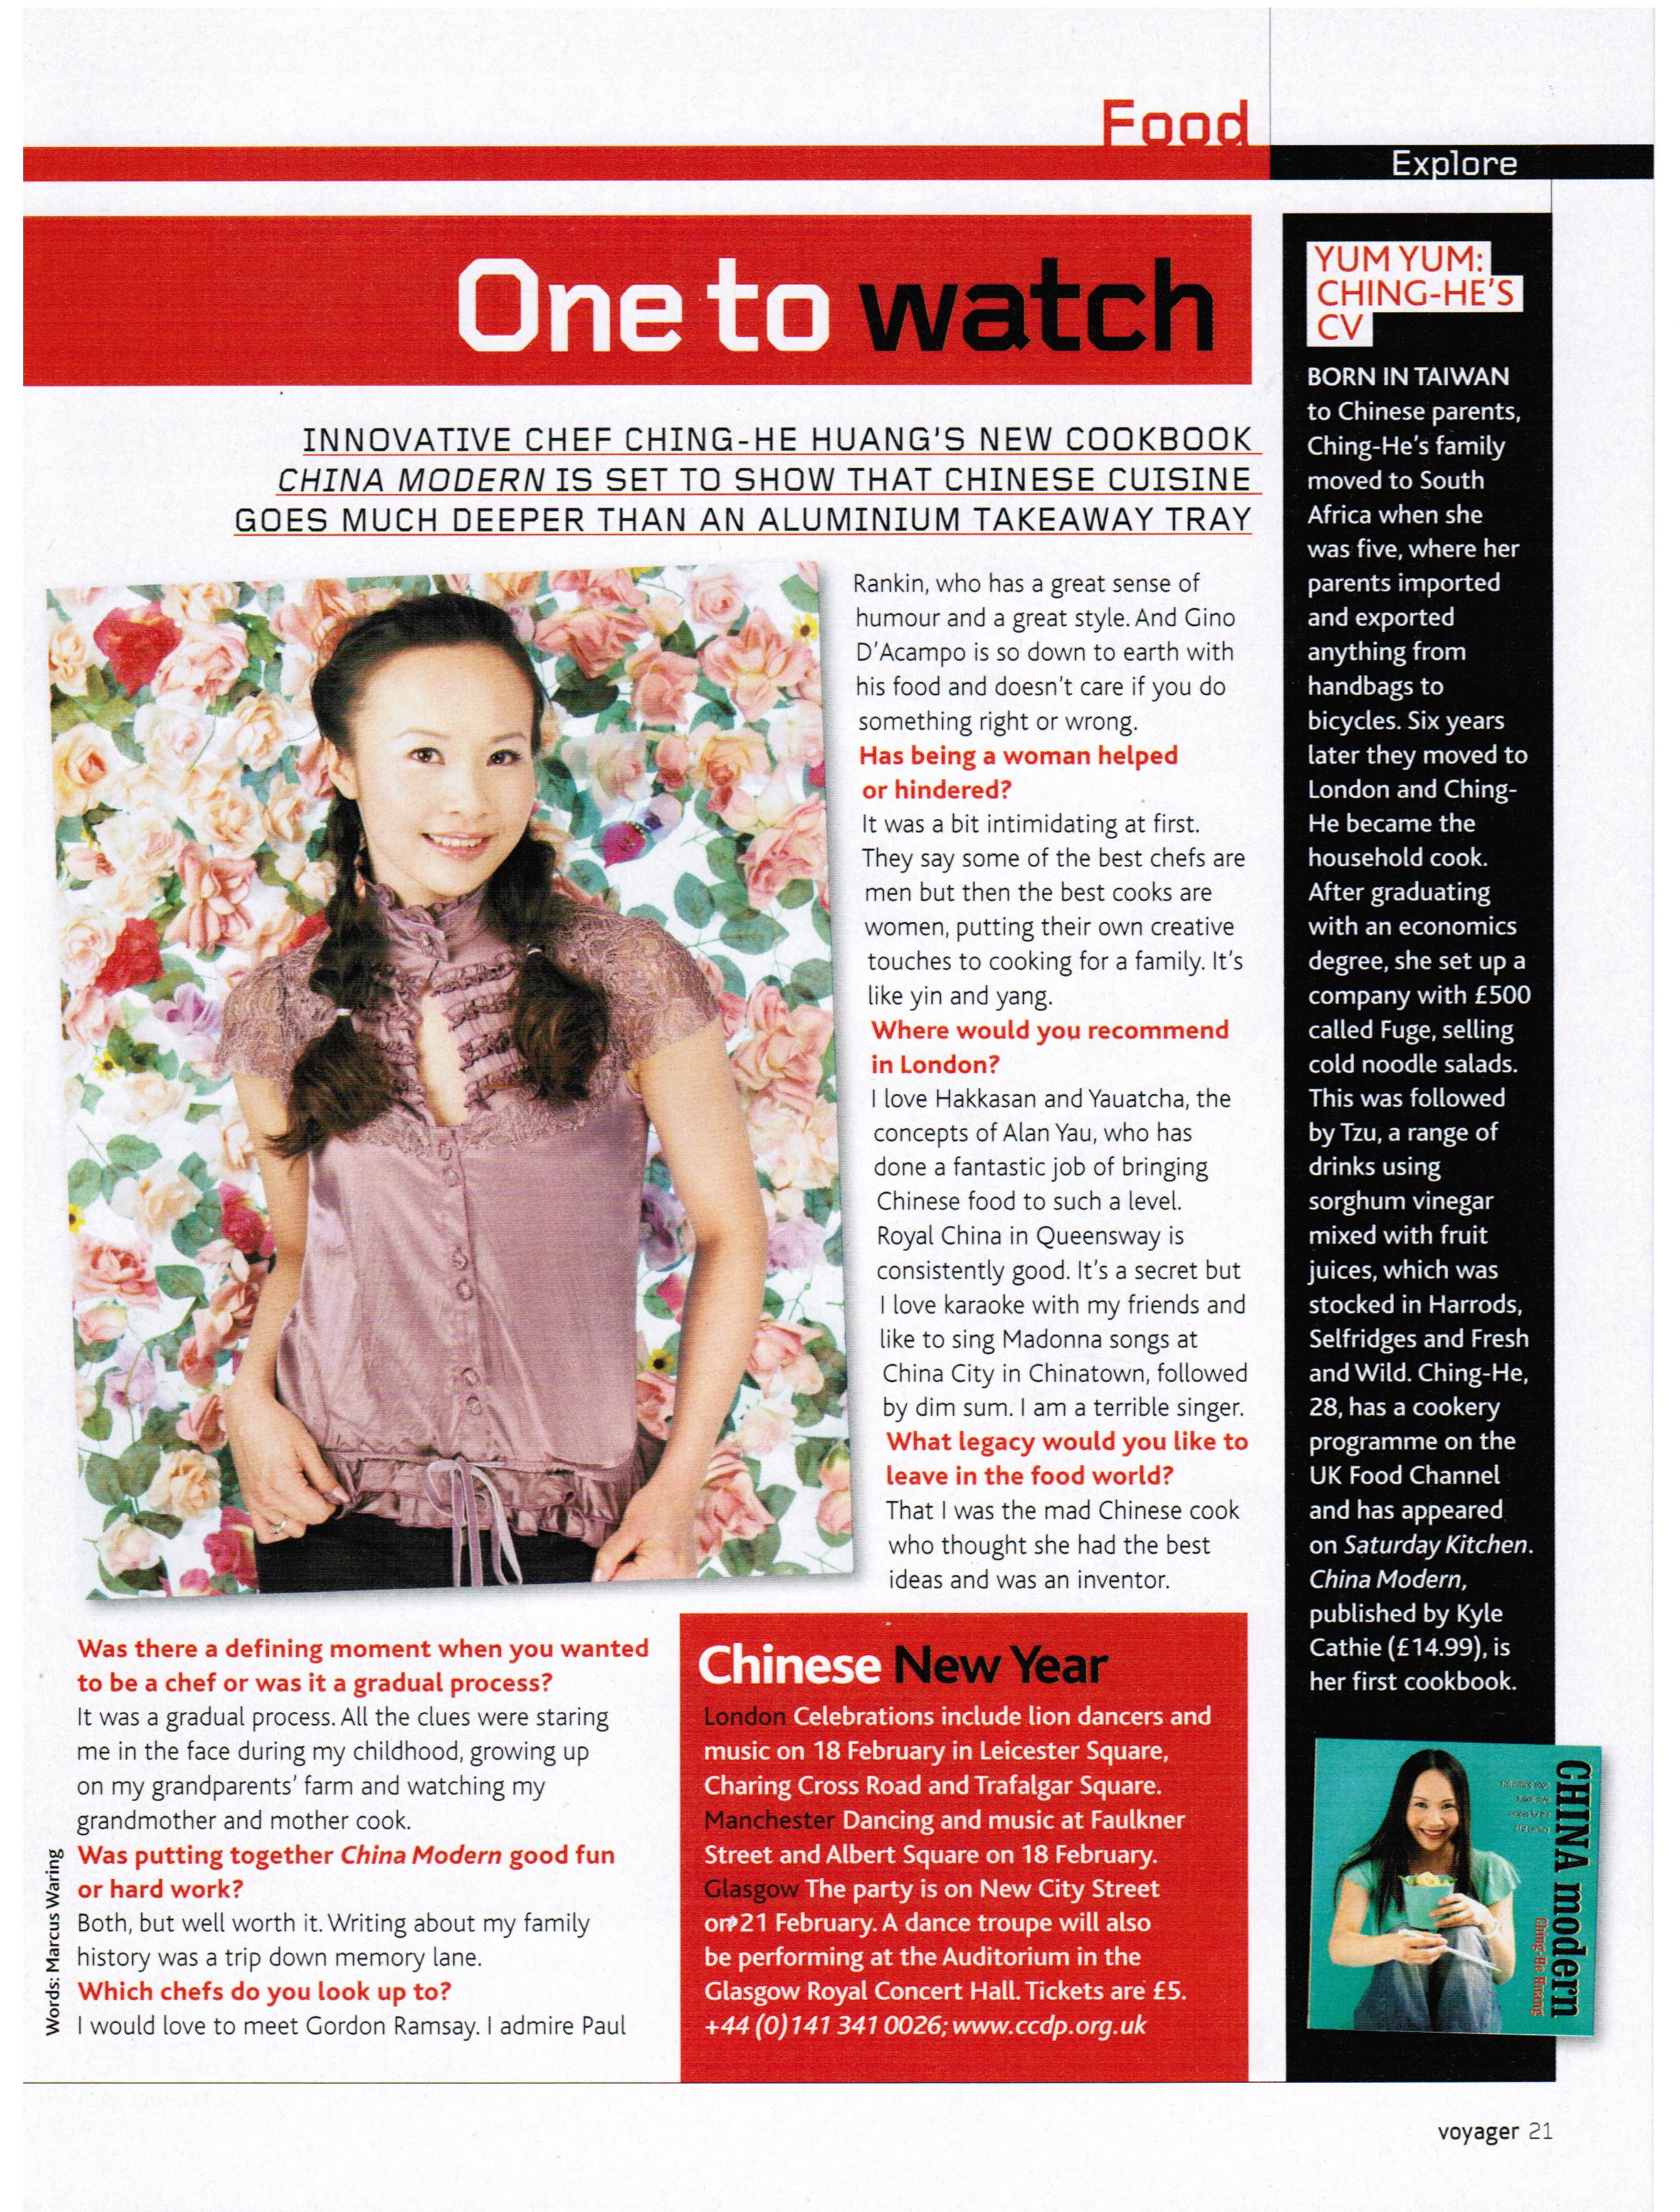 Food
Explore
One to watch
INNOVATIVE CHEF CHING-HE HUANG'S NEW COOKBOOK
CHINA MODERN IS SET TO SHOW THAT CHINESE CUISINE
GOES MUCH DEEPER THAN AN ALUMINIUM TAKEAWAY TRAY
Was there a defining moment when you wanted
to be a chef or was it a gradual process?
It was a gradual process. All the clues were staring
me in the face during my childhood, growing up
on my grandparents' farm and watching my
grandmother and mother cook.
Was putting together China Modern good fun
or hard work?
Both, but well worth it. Writing about my family
history was a trip down memory lane.
Which chefs do you look up to?
I would love to meet Gordon Ramsay. I admire Paul
Rankin, who has a great sense of
humour and a great style. And Gino
D'Acampo is so down to earth with
his food and doesn't care if you do
something right or wrong.
Has being a woman helped
or hindered?
It was a bit intimidating at first.
They say some of the best chefs are
men but then the best cooks are
women, putting their own creative
touches to cooking for a family. It's
like yin and yang.
Where would you recommend
in London?
I love Hakkasan and Yauatcha, the
concepts of Alan Yau, who has
done a fantastic job of bringing
Chinese food to such a level.
Royal China in Queensway is
consistently good. It's a secret but
I love karaoke with my friends and
like to sing Madonna songs at
China City in Chinatown, followed
by dim sum. I am a terrible singer.
What legacy would you like to
leave in the food world?
That I was the mad Chinese cook
who thought she had the best
ideas and was an inventor.
Words: Marcus Waring
Chinese New Year
London Celebrations include lion dancers and
music on 18 February in Leicester Square,
Charing Cross Road and Trafalgar Square.
Manchester Dancing and music at Faulkner
Street and Albert Square on 18 February.
Glasgow The party is on New City Street
on 21 February. A dance troupe will also
be performing at the Auditorium in the
Glasgow Royal Concert Hall. Tickets are £5.
+44 (0)141 341 0026; www.ccdp.org.uk
YUM YUM:
CHING-HE'S
CV
BORN IN TAIWAN
to Chinese parents,
Ching-He's family
moved to South
Africa when she
was five, where her
parents imported
and exported
anything from
handbags to
bicycles. Six years
later they moved to
London and Ching-
He became the
household cook.
After graduating
with an economics
degree, she set up a
company with £500
called Fuge, selling
cold noodle salads.
This was followed
by Tzu, a range of
drinks using
sorghum vinegar
mixed with fruit
juices, which was
stocked in Harrods,
Selfridges and Fresh
and Wild. Ching-He,
28, has a cookery
programme on the
UK Food Channel
and has appeared
on Saturday Kitchen.
China Modern,
published by Kyle
Cathie (£14.99), is
her first cookbook.
CHINA modern
Ching-He Huang
voyager 21